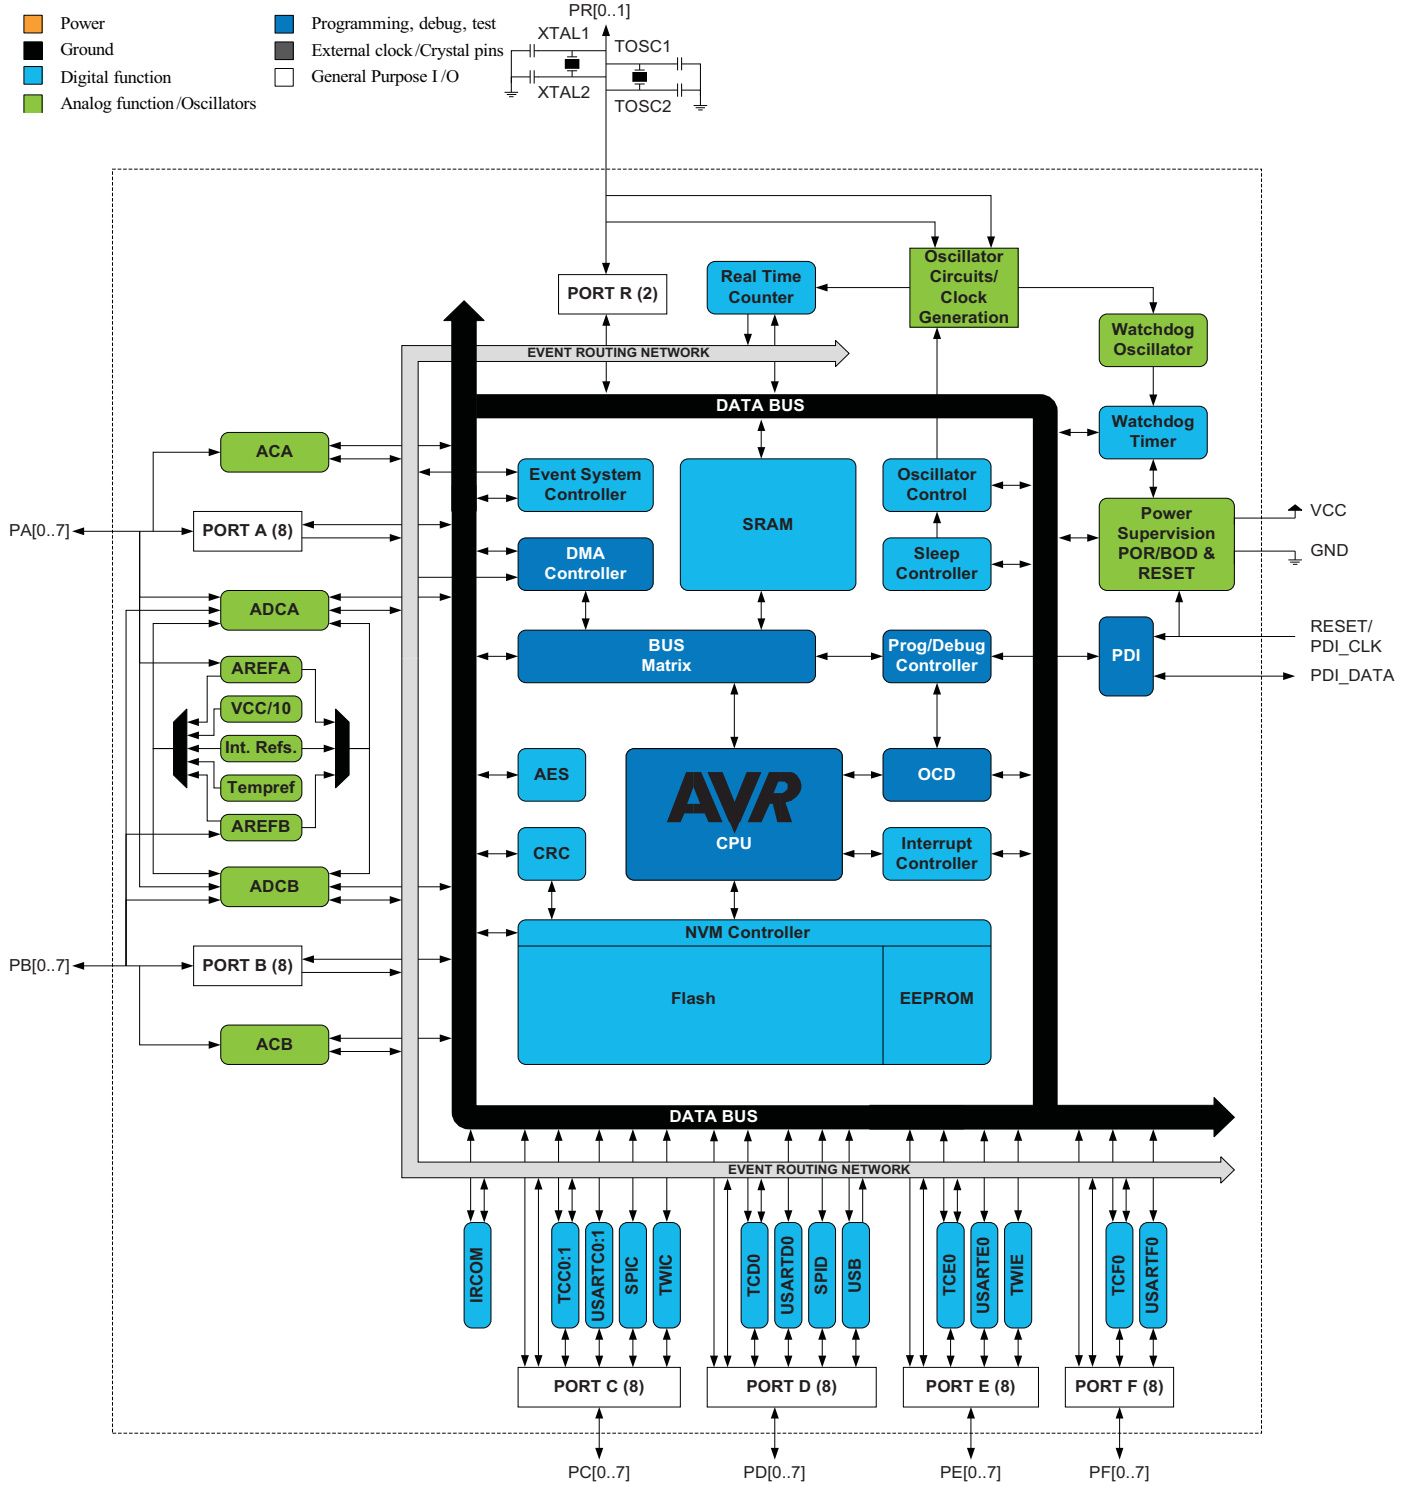 Power
Ground
Digital function
Analog function/Oscillators
Programming, debug, test
External clock/Crystal pins
General Purpose I/O
PR[0..1]
XTAL1
XTAL2
TOSC1
TOSC2
PORT R (2)
Real Time
Counter
Oscillator
Circuits/
Clock
Generation
Watchdog
Oscillator
EVENT ROUTING NETWORK
DATA BUS
Watchdog
Timer
ACA
Event System
Controller
SRAM
Oscillator
Control
PA[0..7]
PORT A (8)
Power
Supervision
POR/BOD &
RESET
VCC
GND
DMA
Controller
Sleep
Controller
ADCA
BUS
Matrix
Prog/Debug
Controller
PDI
RESET/
PDI_CLK
PDI_DATA
AREFA
VCC/10
Int. Refs.
Tempref
AREFB
AES
AVR
CPU
OCD
CRC
Interrupt
Controller
ADCB
NVM Controller
Flash
EEPROM
PB[0..7]
PORT B (8)
ACB
DATA BUS
EVENT ROUTING NETWORK
IRCOM
TCC0:1
USARTC0:1
SPIC
TWIC
TCD0
USARTD0
SPID
USB
TCE0
USARTE0
TWIE
TCF0
USARTF0
PORT C (8)
PORT D (8)
PORT E (8)
PORT F (8)
PC[0..7]
PD[0..7]
PE[0..7]
PF[0..7]